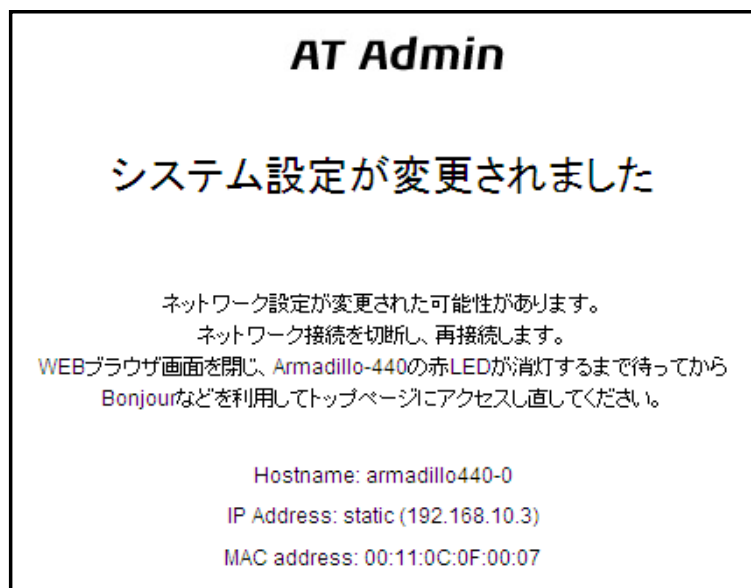 AT Admin
システム設定が変更されました
ネットワーク設定が変更された可能性があります。
ネットワーク接続を切断し、再接続します。
WEBブラウザ画面を閉じ、Armadillo-440の赤LEDが消灯するまで待ってから
Bonjourなどを利用してトップページにアクセスし直してください。
Hostname: armadillo440-0
IP Address: static (192.168.10.3)
MAC address: 00:11:0C:0F:00:07